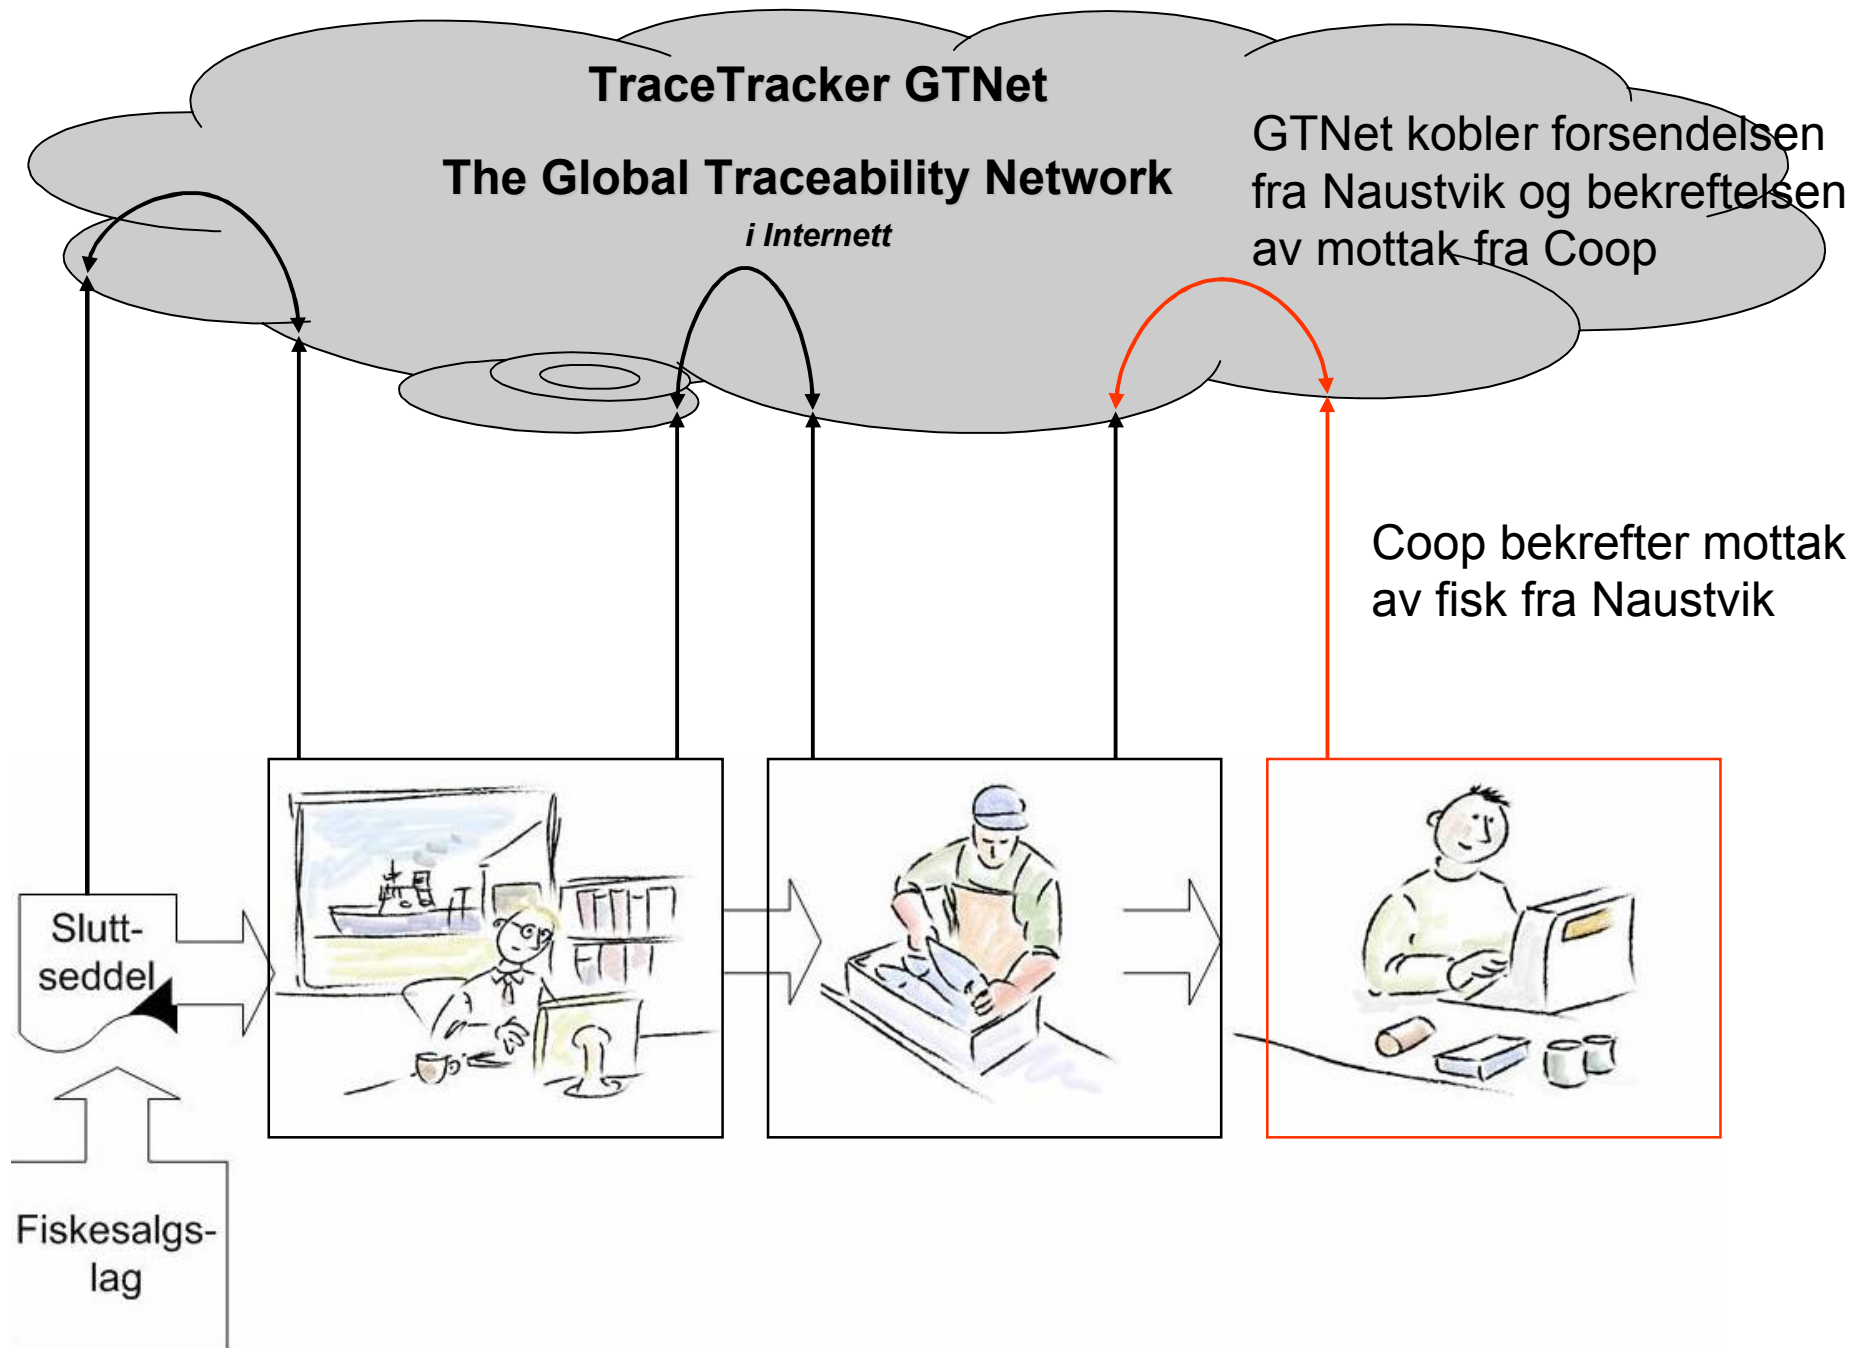 TraceTracker GTNet
The Global Traceability Network
i Internett
GTNet kobler forsendelsen
fra Naustvik og bekreftelsen
av mottak fra Coop
Coop bekrefter mottak
av fisk fra Naustvik
Slutt-
seddel
Fiskesalgs-
lag